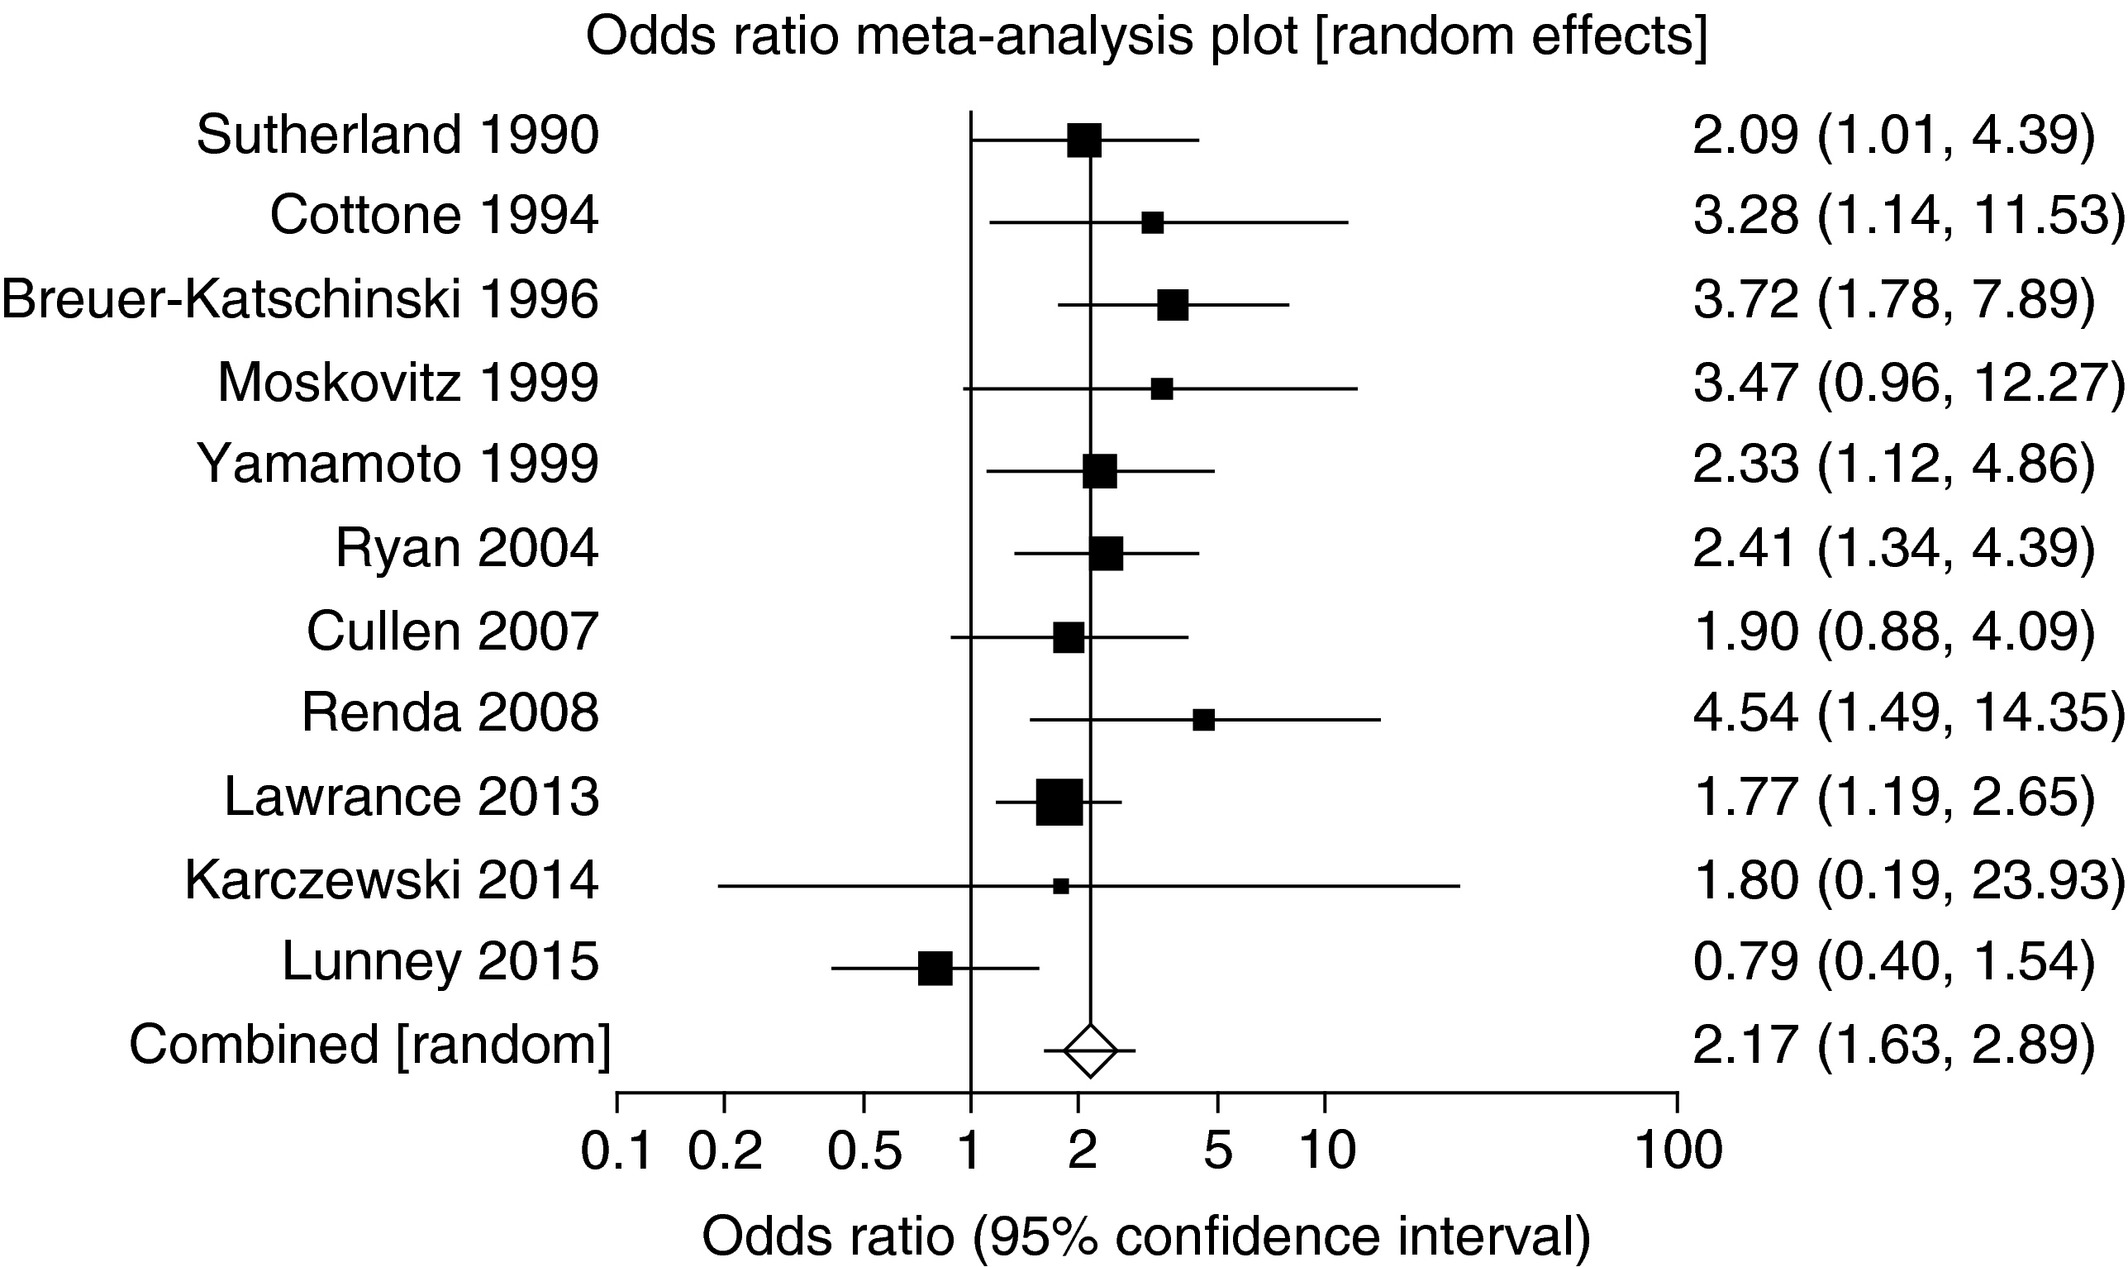 Odds ratio meta-analysis plot [random effects]
Sutherland 1990 2.09 (1.01, 4.39)
Cottone 1994 3.28 (1.14, 11.53)
Breuer-Katschinski 1996 3.72 (1.78, 7.89)
Moskovitz 1999 3.47 (0.96, 12.27)
Yamamoto 1999 2.33 (1.12, 4.86)
Ryan 2004 2.41 (1.34, 4.39)
Cullen 2007 1.90 (0.88, 4.09)
Renda 2008 4.54 (1.49, 14.35)
Lawrance 2013 1.77 (1.19, 2.65)
Karczewski 2014 1.80 (0.19, 23.93)
Lunney 2015 0.79 (0.40, 1.54)
Combined [random] 2.17 (1.63, 2.89)
0.1 0.2 0.5 1 2 5 10 100
Odds ratio (95% confidence interval)